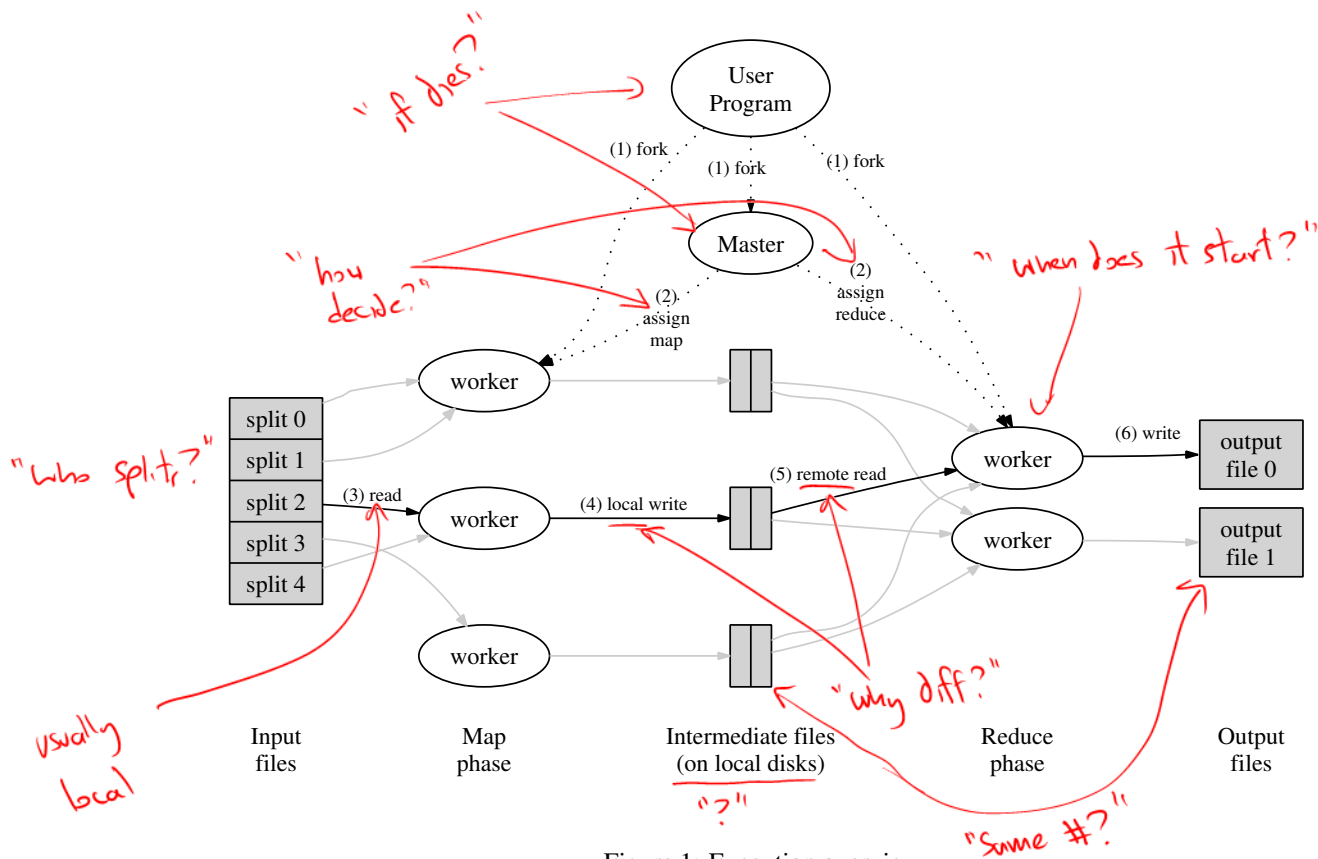 User
Program
"if dies?"
(1) fork
(1) fork
(1) fork
Master
"how
decide?"
(2)
assign
map
(2)
assign
reduce
"when does it start?"
worker
split 0
split 1
split 2
split 3
split 4
"who splits?"
(3) read
worker
(4) local write
(5) remote read
worker
(6) write
output
file 0
worker
output
file 1
worker
"why diff?"
usually
local
Input
files
Map
phase
Intermediate files
(on local disks)
"?"
Reduce
phase
Output
files
"Same #?"